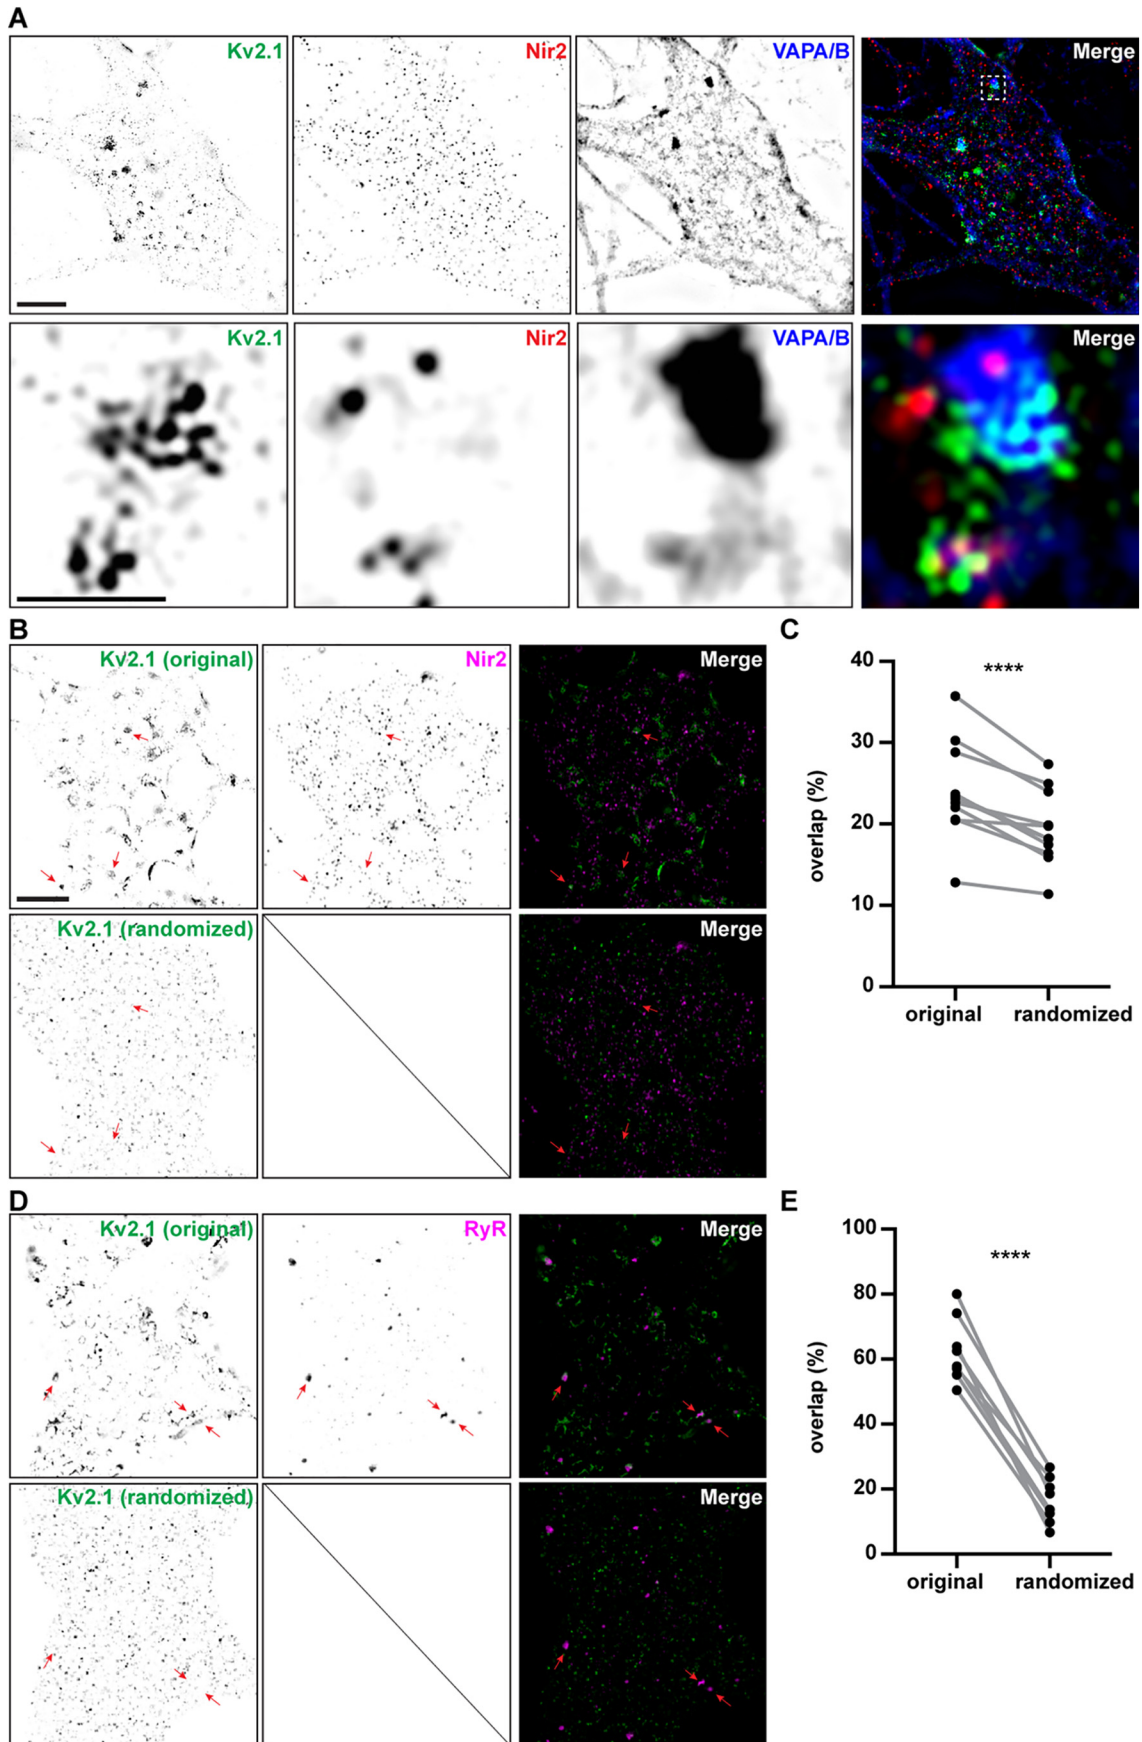 A
Kv2.1
Nir2
VAPA/B
Merge
Kv2.1
Nir2
VAPA/B
Merge
B
Kv2.1 (original)
Nir2
Merge
Kv2.1 (randomized)
Merge
C
40
30
20
10
0
overlap (%)
****
original
randomized
D
Kv2.1 (original)
RyR
Merge
Kv2.1 (randomized)
Merge
E
100
80
60
40
20
0
overlap (%)
****
original
randomized